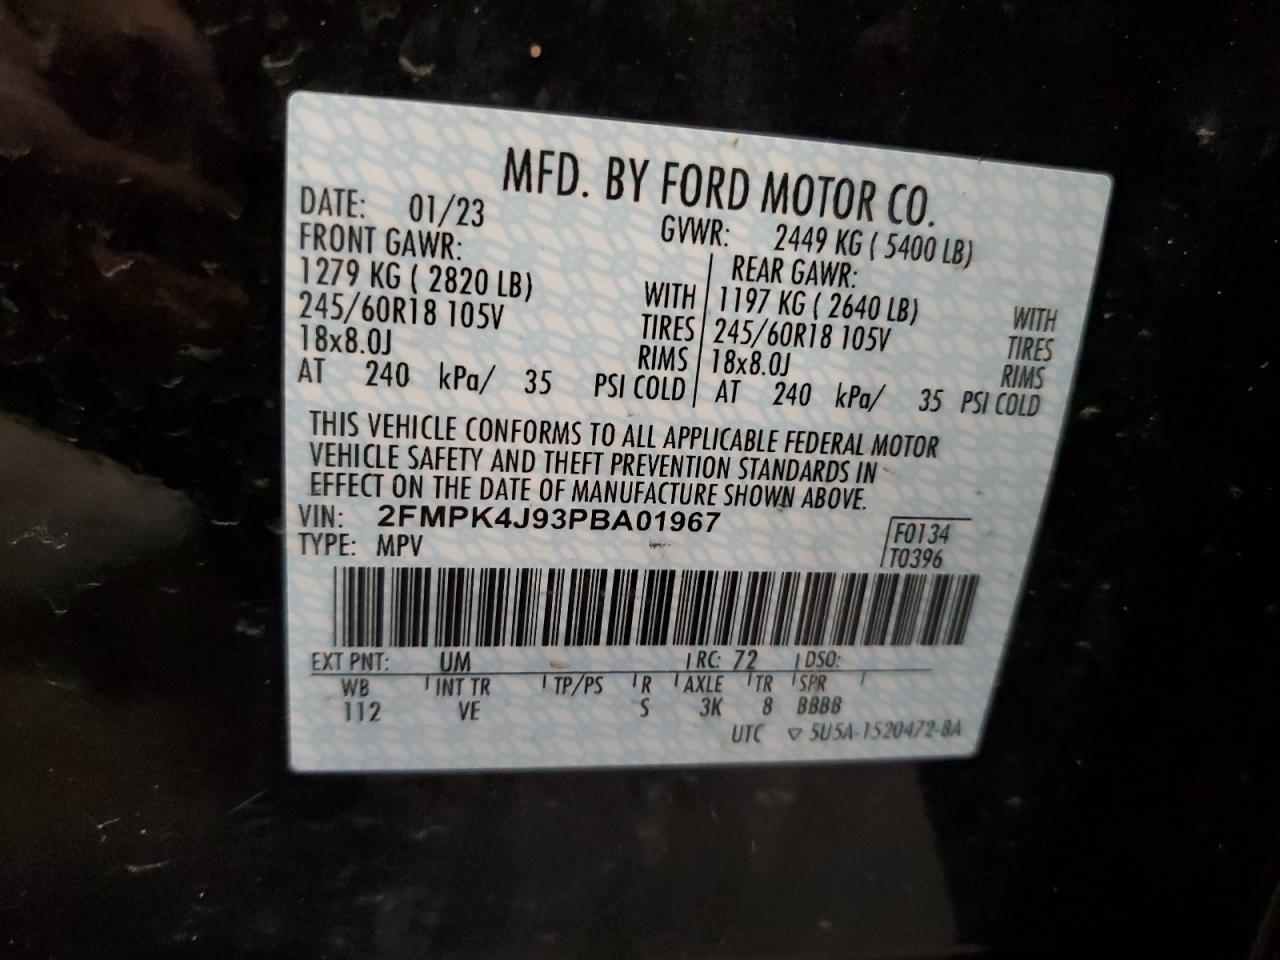 MFD. BY FORD MOTOR CO.
DATE: 01/23 GVWR: 2449 KG ( 5400 LB)
FRONT GAWR: REAR GAWR:
1279 KG ( 2820 LB) WITH 1197 KG ( 2640 LB) WITH
245/60R18 105V TIRES 245/60R18 105V TIRES
18x8.0J RIMS 18x8.0J RIMS
AT 240 kPa/ 35 PSI COLD AT 240 kPa/ 35 PSI COLD
THIS VEHICLE CONFORMS TO ALL APPLICABLE FEDERAL MOTOR
VEHICLE SAFETY AND THEFT PREVENTION STANDARDS IN
EFFECT ON THE DATE OF MANUFACTURE SHOWN ABOVE.
VIN: 2FMPK4J93PBA01967 F0134
TYPE: MPV T0396
EXT PNT: UM RC: 72 DSO:
WB INT TR TP/PS R AXLE TR SPR
112 VE S 3K 8 BBBB
UTC ▽ 5U5A-1520472-BA